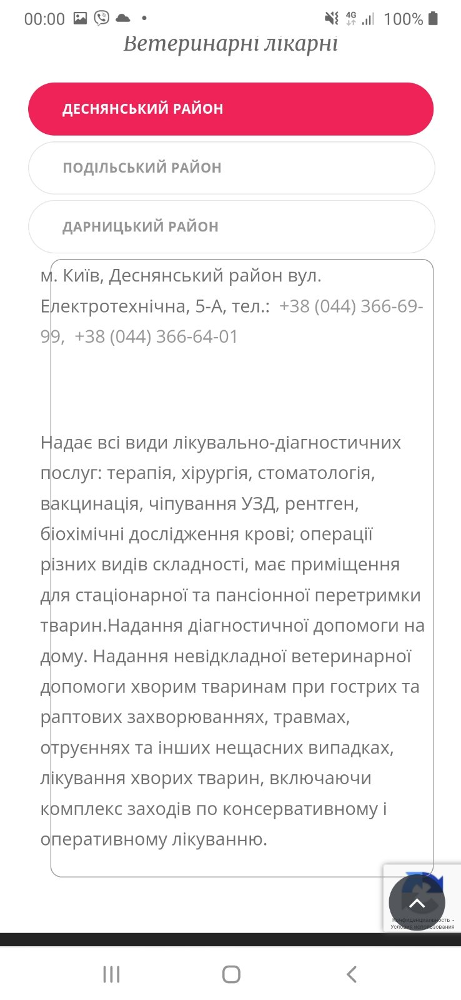 00:00 4G 100%
Ветеринарні лікарні
ДЕСНЯНСЬКИЙ РАЙОН
ПОДІЛЬСЬКИЙ РАЙОН
ДАРНИЦЬКИЙ РАЙОН
м. Київ, Деснянський район вул.
Електротехнічна, 5-А, тел.: +38 (044) 366-69-
99, +38 (044) 366-64-01
Надає всі види лікувально-діагностичних
послуг: терапія, хірургія, стоматологія,
вакцинація, чіпування УЗД, рентген,
біохімічні дослідження крові; операції
різних видів складності, має приміщення
для стаціонарної та пансіонної перетримки
тварин.Надання діагностичної допомоги на
дому. Надання невідкладної ветеринарної
допомоги хворим тваринам при гострих та
раптових захворюваннях, травмах,
отруєннях та інших нещасних випадках,
лікування хворих тварин, включаючи
комплекс заходів по консервативному і
оперативному лікуванню.
Конфиденциальность -
Условия использования